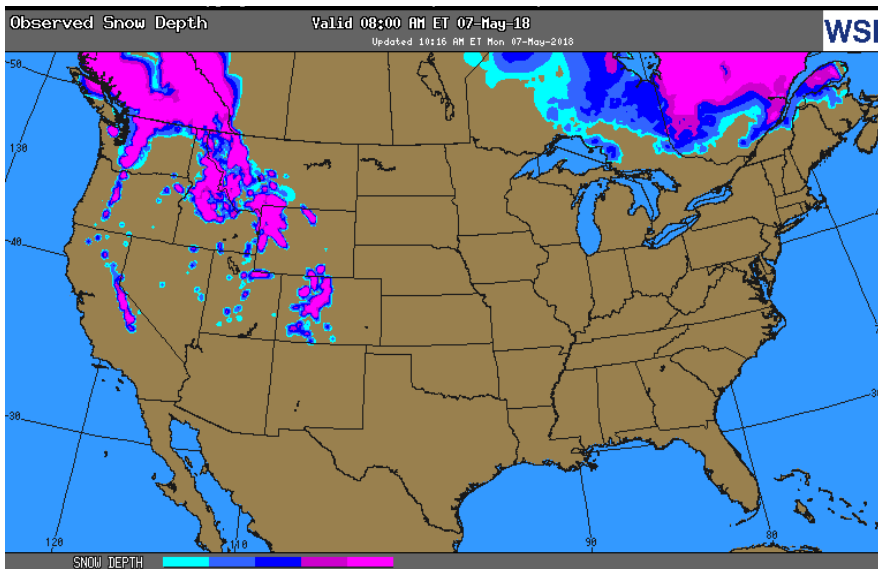 Observed Snow Depth
Valid 08:00 AM ET 07-May-18
Updated 10:16 AM ET Mon 07-May-2018
WSI
50
130
40
30
120
110
90
80
SNOW DEPTH